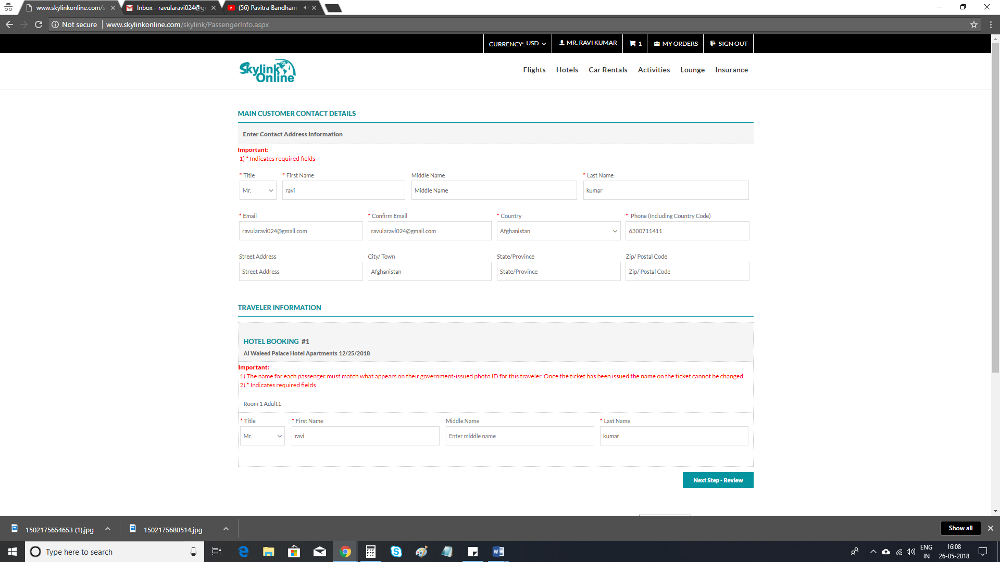 www.skylinkonline.com/s
Inbox - ravularavi024@g
(56) Pavitra Bandham
Not secure
www.skylinkonline.com/skylink/PassengerInfo.aspx
CURRENCY: USD
MR. RAVI KUMAR
1
MY ORDERS
SIGN OUT
Skylink
Online
Flights
Hotels
Car Rentals
Activities
Lounge
Insurance
MAIN CUSTOMER CONTACT DETAILS
Enter Contact Address Information
Important:
1) * Indicates required fields
* Title
* First Name
Middle Name
* Last Name
Mr.
ravi
Middle Name
kumar
* Email
* Confirm Email
* Country
* Phone (Including Country Code)
ravularavi024@gmail.com
ravularavi024@gmail.com
Afghanistan
6300711411
Street Address
City/ Town
State/Province
Zip/ Postal Code
Street Address
Afghanistan
State/Province
Zip/ Postal Code
TRAVELER INFORMATION
HOTEL BOOKING #1
Al Waleed Palace Hotel Apartments 12/25/2018
Important:
1) The name for each passenger must match what appears on their government-issued photo ID for this traveler. Once the ticket has been issued the name on the ticket cannot be changed.
2) * Indicates required fields
Room 1 Adult1
* Title
* First Name
Middle Name
* Last Name
Mr.
ravi
Enter middle name
kumar
Next Step - Review
1502175654653 (1).jpg
1502175680514.jpg
Show all
Type here to search
ENG
IN
16:08
26-05-2018